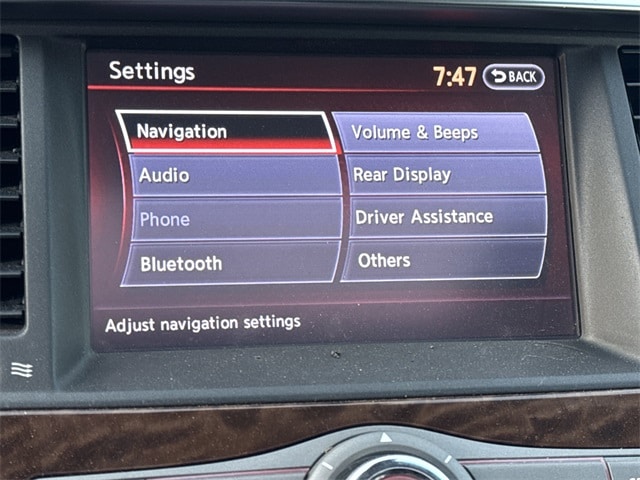 Settings
7:47
BACK
Navigation
Volume & Beeps
Audio
Rear Display
Phone
Driver Assistance
Bluetooth
Others
Adjust navigation settings